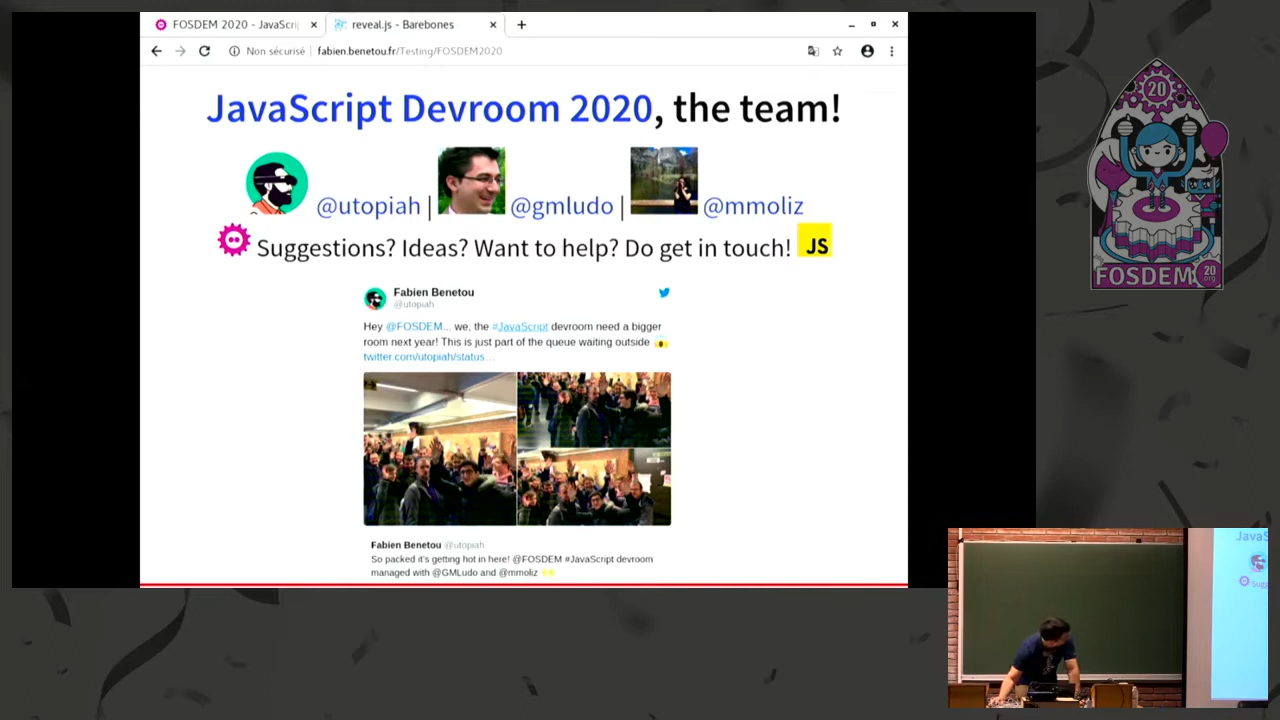 FOSDEM 2020 - JavaScri
reveal.js - Barebones
Non sécurisé
fabien.benetou.fr/Testing/FOSDEM2020
JavaScript Devroom 2020, the team!
@utopiah | @gmludo | @mmoliz
Suggestions? Ideas? Want to help? Do get in touch! JS
Fabien Benetou
@utopiah
Hey @FOSDEM... we, the #JavaScript devroom need a bigger
room next year! This is just part of the queue waiting outside
twitter.com/utopiah/status...
Fabien Benetou @utopiah
So packed it's getting hot in here! @FOSDEM #JavaScript devroom
managed with @GMLudo and @mmoliz
20
FOSDEM
20
.org
JavaS
Sugg